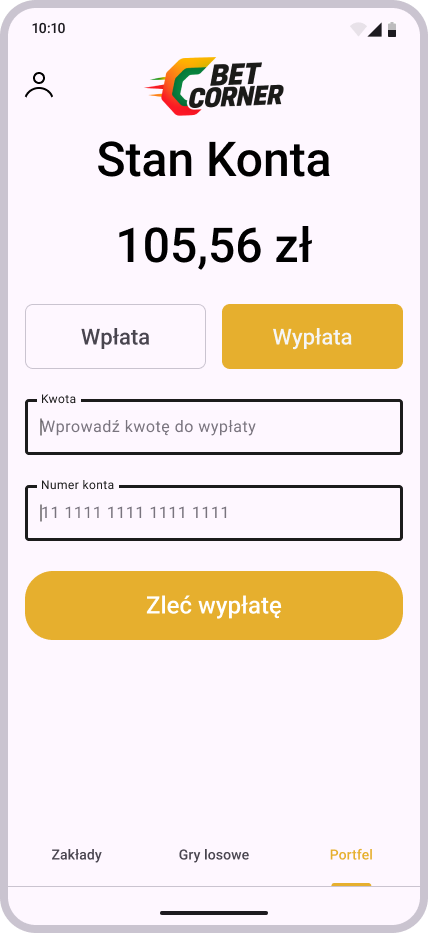 10:10
BET
CORNER
Stan Konta
105,56 zł
Wpłata
Wypłata
Kwota
Wprowadź kwotę do wypłaty
Numer konta
11 1111 1111 1111 1111
Zleć wypłatę
Zakłady
Gry losowe
Portfel